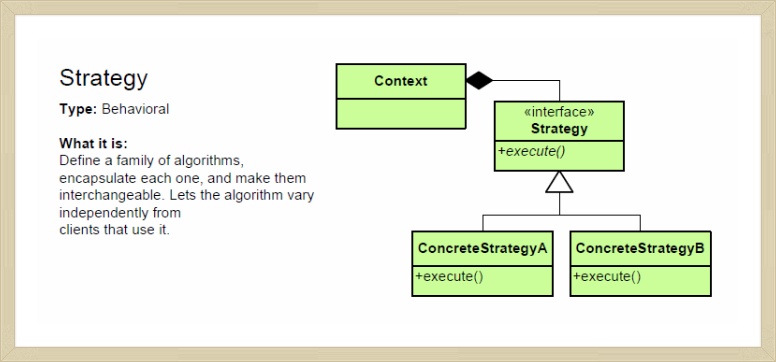 Strategy
Type: Behavioral
What it is:
Define a family of algorithms,
encapsulate each one, and make them
interchangeable. Lets the algorithm vary
independently from
clients that use it.
Context
«interface»
Strategy
+execute()
ConcreteStrategyA
+execute()
ConcreteStrategyB
+execute()